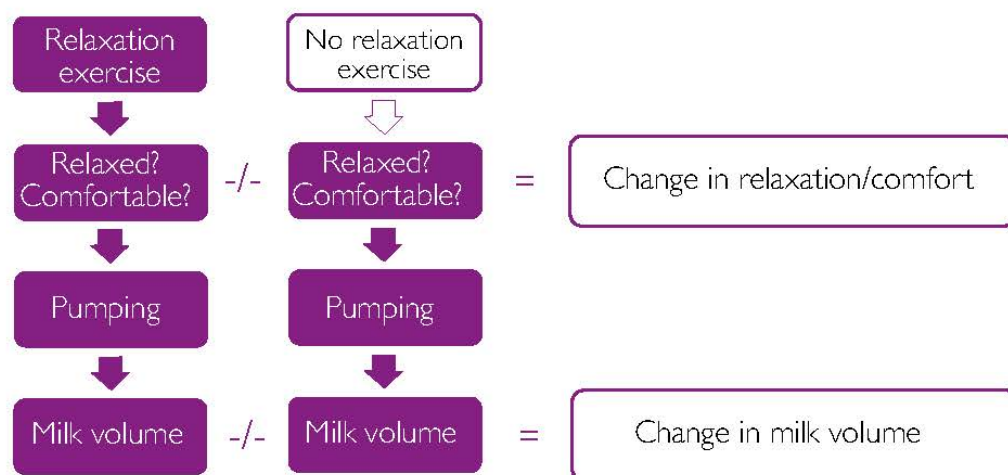 Relaxation
exercise
No relaxation
exercise
Relaxed?
Comfortable?
-/-
Relaxed?
Comfortable?
=
Change in relaxation/comfort
Pumping
Pumping
Milk volume
-/-
Milk volume
=
Change in milk volume